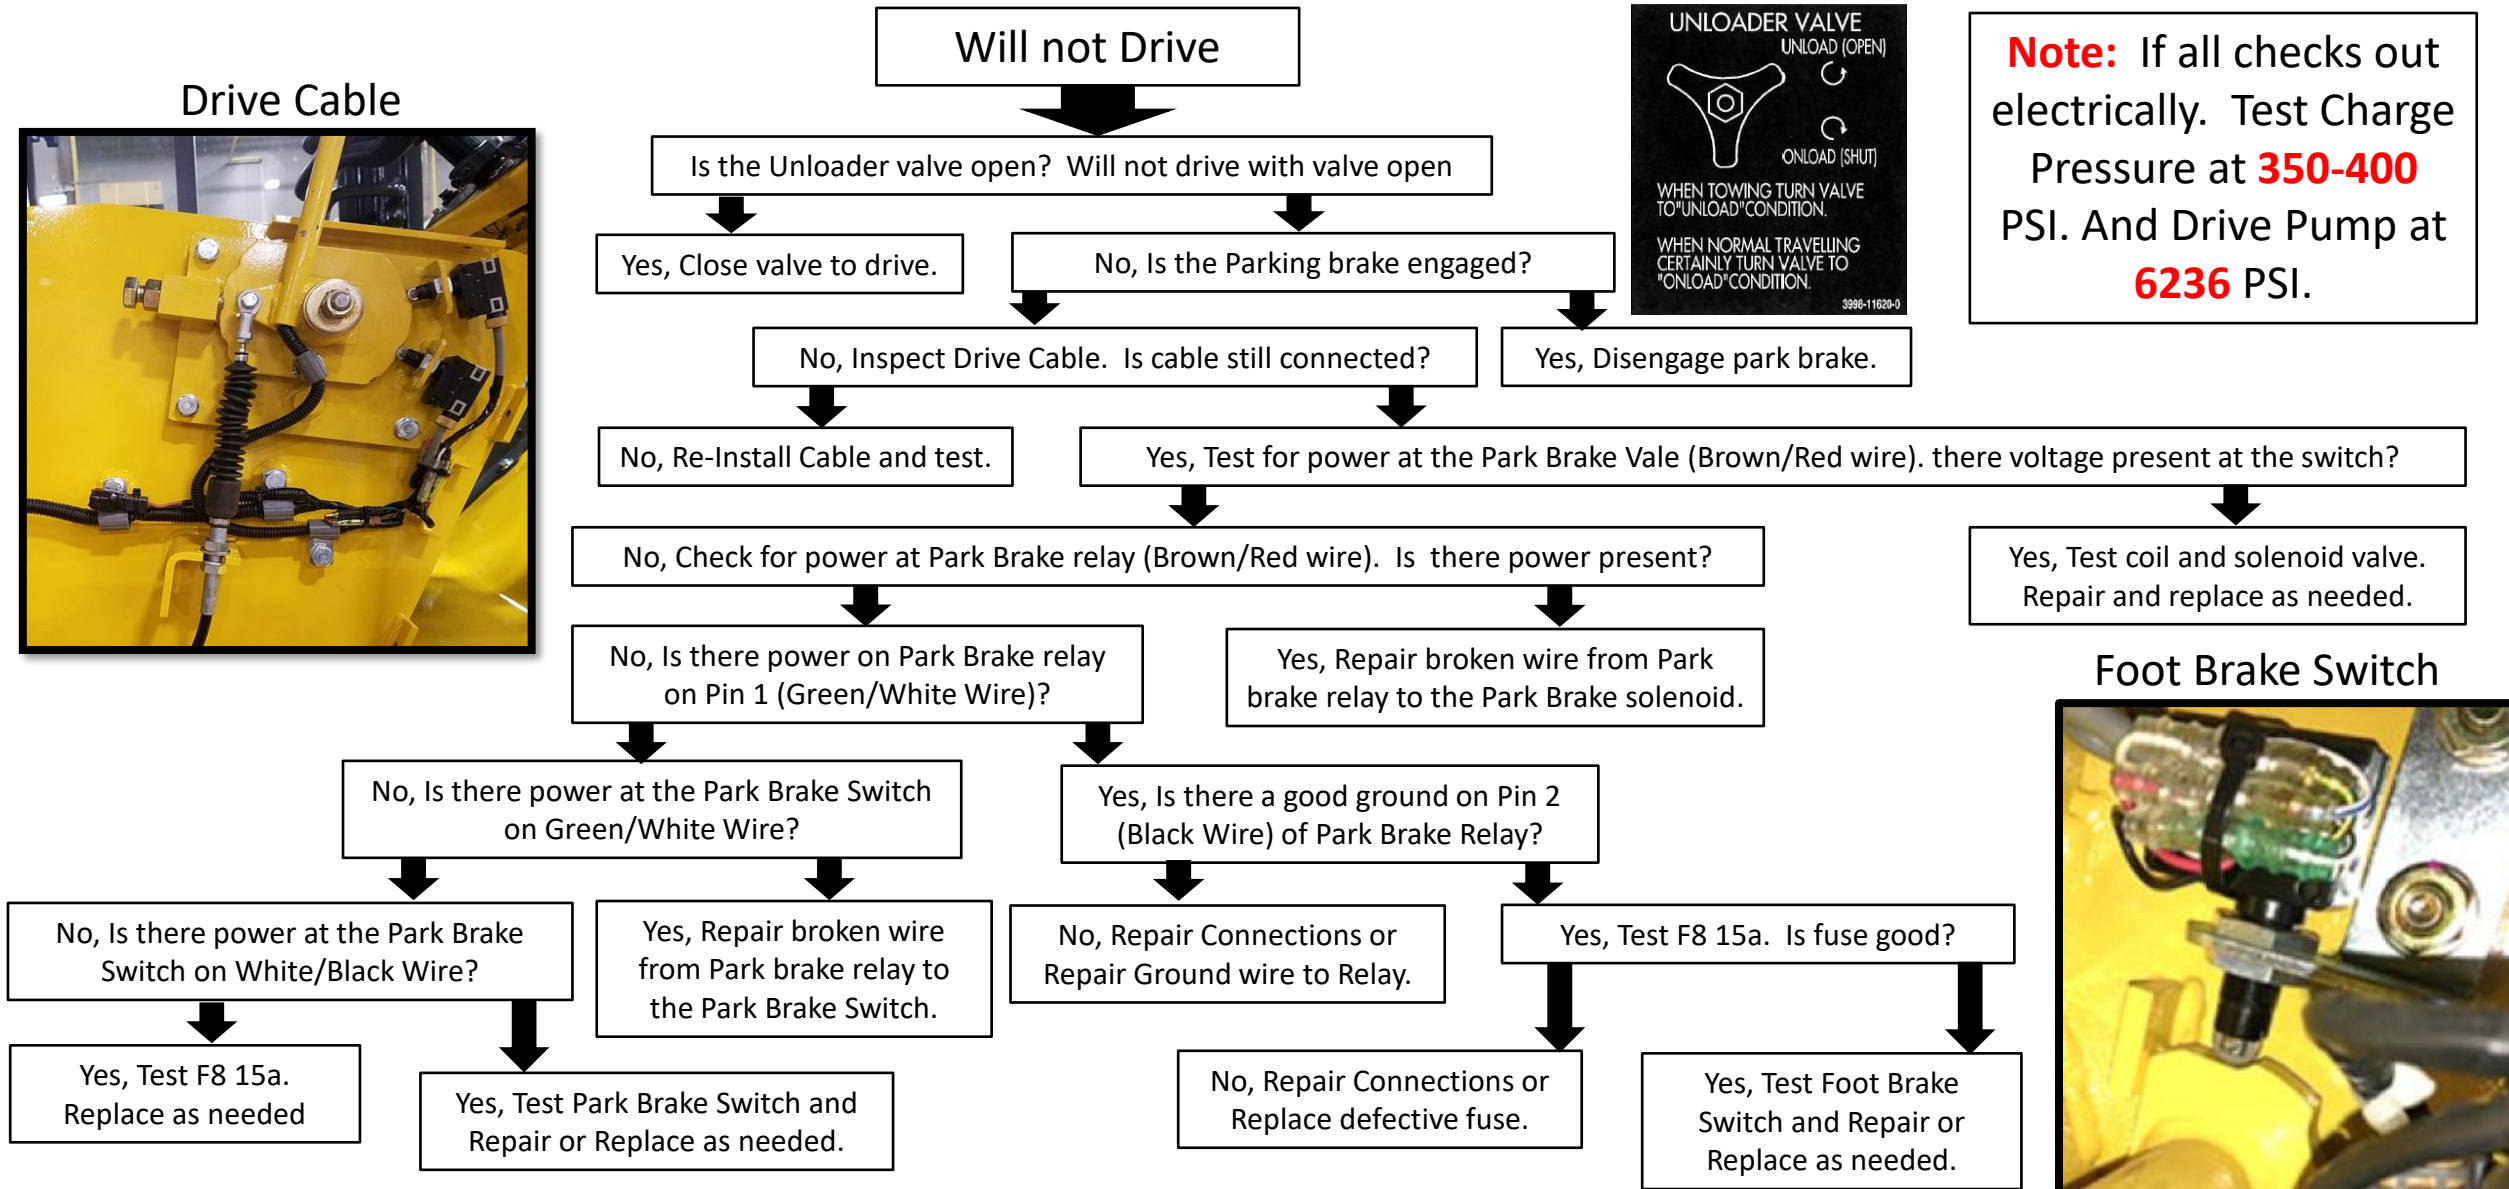 Will not Drive
UNLOADER VALVE
UNLOAD (OPEN)
ONLOAD (SHUT)
WHEN TOWING TURN VALVE
TO"UNLOAD"CONDITION.
WHEN NORMAL TRAVELLING
CERTAINLY TURN VALVE TO
"ONLOAD"CONDITION.
3998-11620-0
Note: If all checks out
electrically. Test Charge
Pressure at 350-400
PSI. And Drive Pump at
6236 PSI.
Drive Cable
Is the Unloader valve open? Will not drive with valve open
Yes, Close valve to drive.
No, Is the Parking brake engaged?
No, Inspect Drive Cable. Is cable still connected?
Yes, Disengage park brake.
No, Re-Install Cable and test.
Yes, Test for power at the Park Brake Vale (Brown/Red wire). there voltage present at the switch?
No, Check for power at Park Brake relay (Brown/Red wire). Is there power present?
Yes, Test coil and solenoid valve.
Repair and replace as needed.
No, Is there power on Park Brake relay
on Pin 1 (Green/White Wire)?
Yes, Repair broken wire from Park
brake relay to the Park Brake solenoid.
Foot Brake Switch
No, Is there power at the Park Brake Switch
on Green/White Wire?
Yes, Is there a good ground on Pin 2
(Black Wire) of Park Brake Relay?
No, Is there power at the Park Brake
Switch on White/Black Wire?
Yes, Repair broken wire
from Park brake relay to
the Park Brake Switch.
No, Repair Connections or
Repair Ground wire to Relay.
Yes, Test F8 15a. Is fuse good?
Yes, Test F8 15a.
Replace as needed
Yes, Test Park Brake Switch and
Repair or Replace as needed.
No, Repair Connections or
Replace defective fuse.
Yes, Test Foot Brake
Switch and Repair or
Replace as needed.